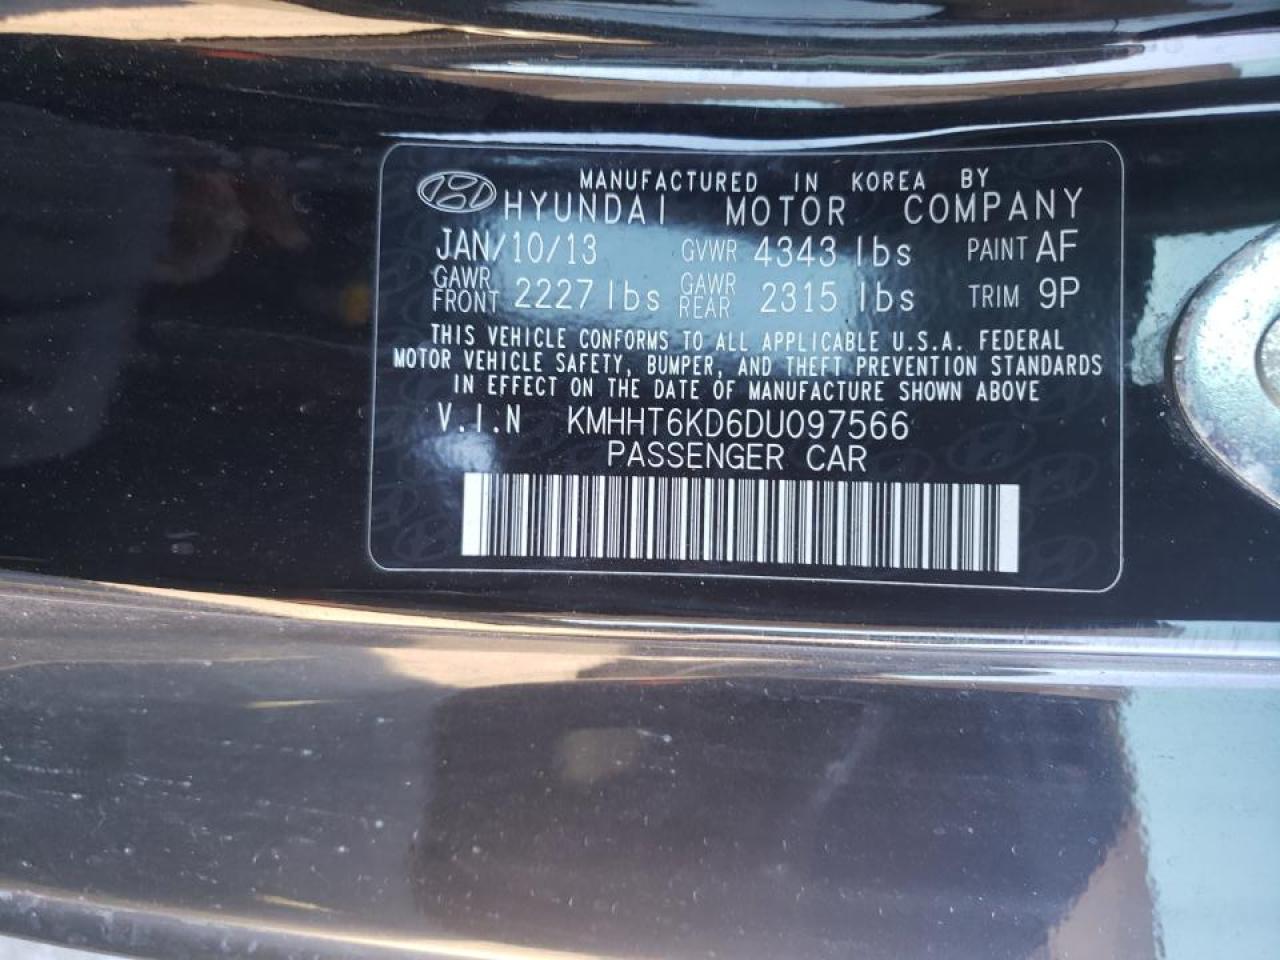 MANUFACTURED IN KOREA BY
HYUNDAI MOTOR COMPANY
JAN/10/13 GVWR 4343 lbs PAINT AF
GAWR FRONT 2227 lbs GAWR REAR 2315 lbs TRIM 9P
THIS VEHICLE CONFORMS TO ALL APPLICABLE U.S.A. FEDERAL
MOTOR VEHICLE SAFETY, BUMPER, AND THEFT PREVENTION STANDARDS
IN EFFECT ON THE DATE OF MANUFACTURE SHOWN ABOVE
V.I.N KMHHT6KD6DU097566
PASSENGER CAR